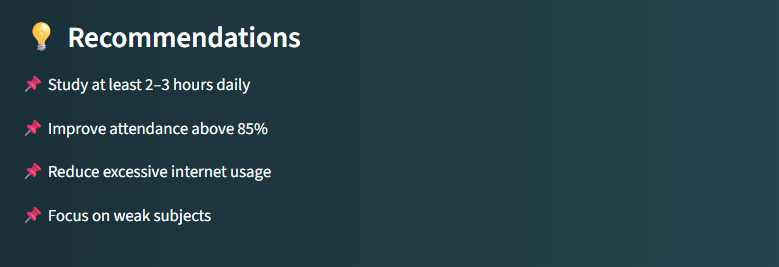 💡 Recommendations
📌 Study at least 2–3 hours daily
📌 Improve attendance above 85%
📌 Reduce excessive internet usage
📌 Focus on weak subjects